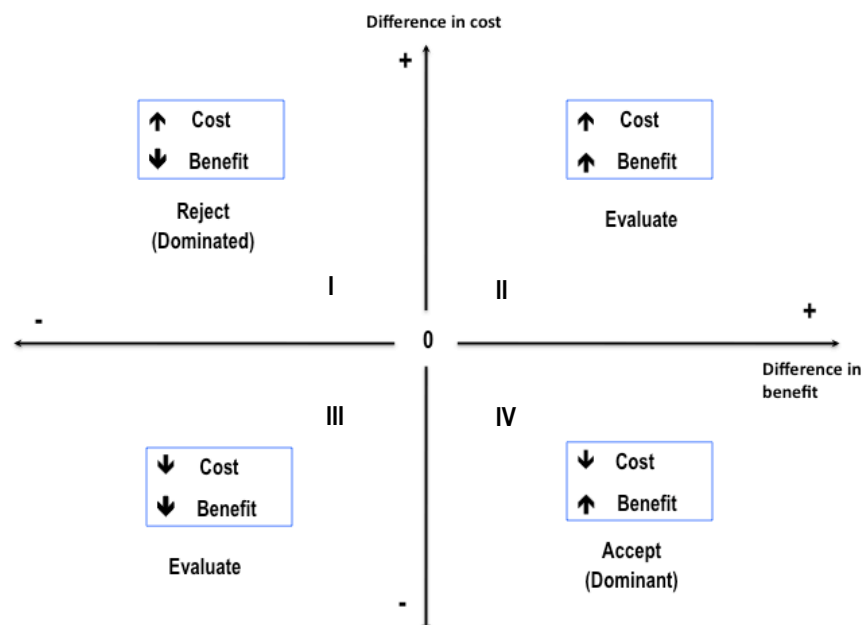 Difference in cost
+
↑ Cost
↓ Benefit
Reject
(Dominated)
↑ Cost
↑ Benefit
Evaluate
I
II
-
+
0
Difference in
benefit
III
IV
↓ Cost
↓ Benefit
Evaluate
↓ Cost
↑ Benefit
Accept
(Dominant)
-